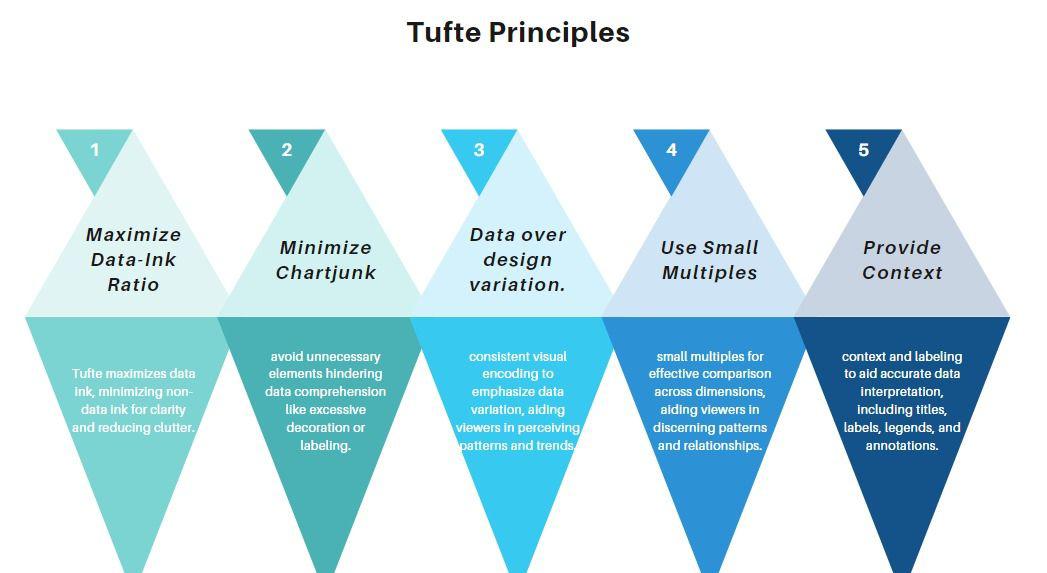 Tufte Principles
1
Maximize
Data-Ink
Ratio
Tufte maximizes data
ink, minimizing non-
data ink for clarity
and reducing clutter.
2
Minimize
Chartjunk
avoid unnecessary
elements hindering
data comprehension
like excessive
decoration or
labeling.
3
Data over
design
variation.
consistent visual
encoding to
emphasize data
variation, aiding
viewers in perceiving
patterns and trends.
4
Use Small
Multiples
small multiples for
effective comparison
across dimensions,
aiding viewers in
discerning patterns
and relationships.
5
Provide
Context
context and labeling
to aid accurate data
interpretation,
including titles,
labels, legends, and
annotations.